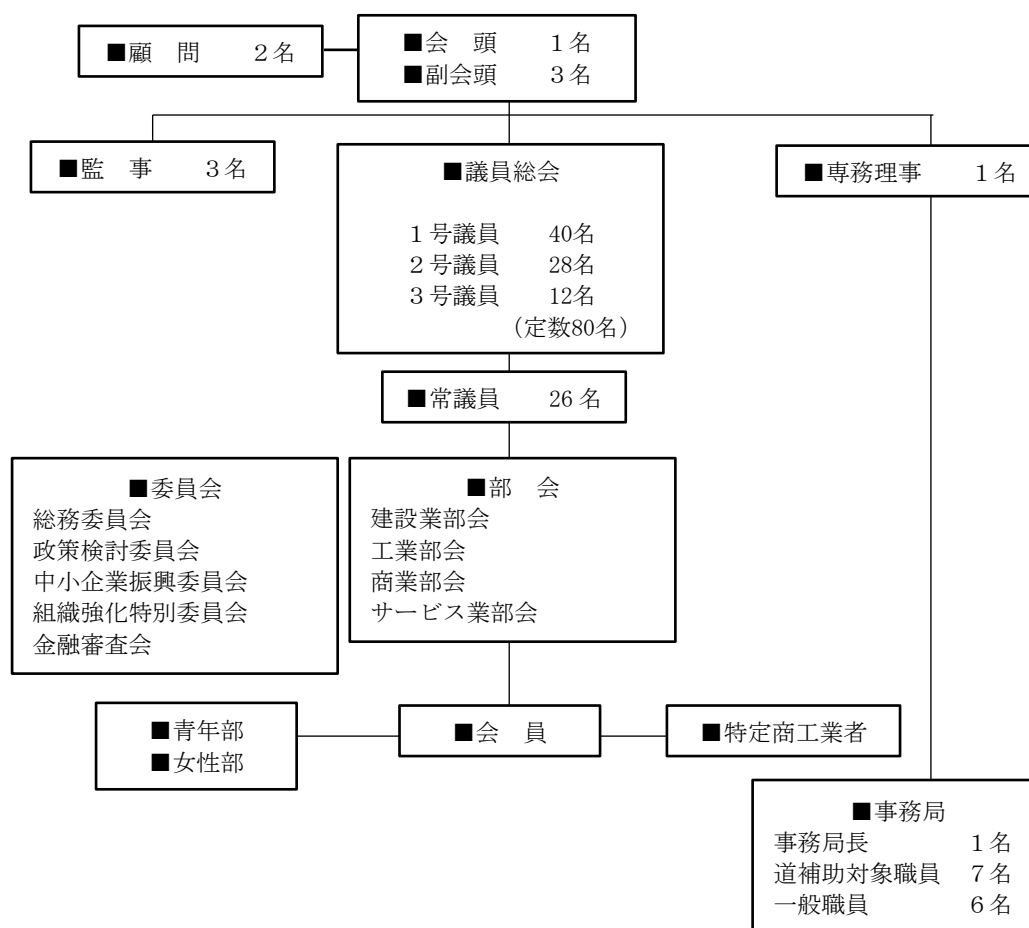 ■顧　問　　２名
■会　頭　　１名
■副会頭　　３名
■監　事　　３名
■議員総会
１号議員　　40名
２号議員　　28名
３号議員　　12名
（定数80名）
■専務理事　　１名
■常議員　　26名
■委員会
総務委員会
政策検討委員会
中小企業振興委員会
組織強化特別委員会
金融審査会
■部　会
建設業部会
工業部会
商業部会
サービス業部会
■青年部
■女性部
■会　員
■特定商工業者
■事務局
事務局長　　１名
道補助対象職員　７名
一般職員　　６名